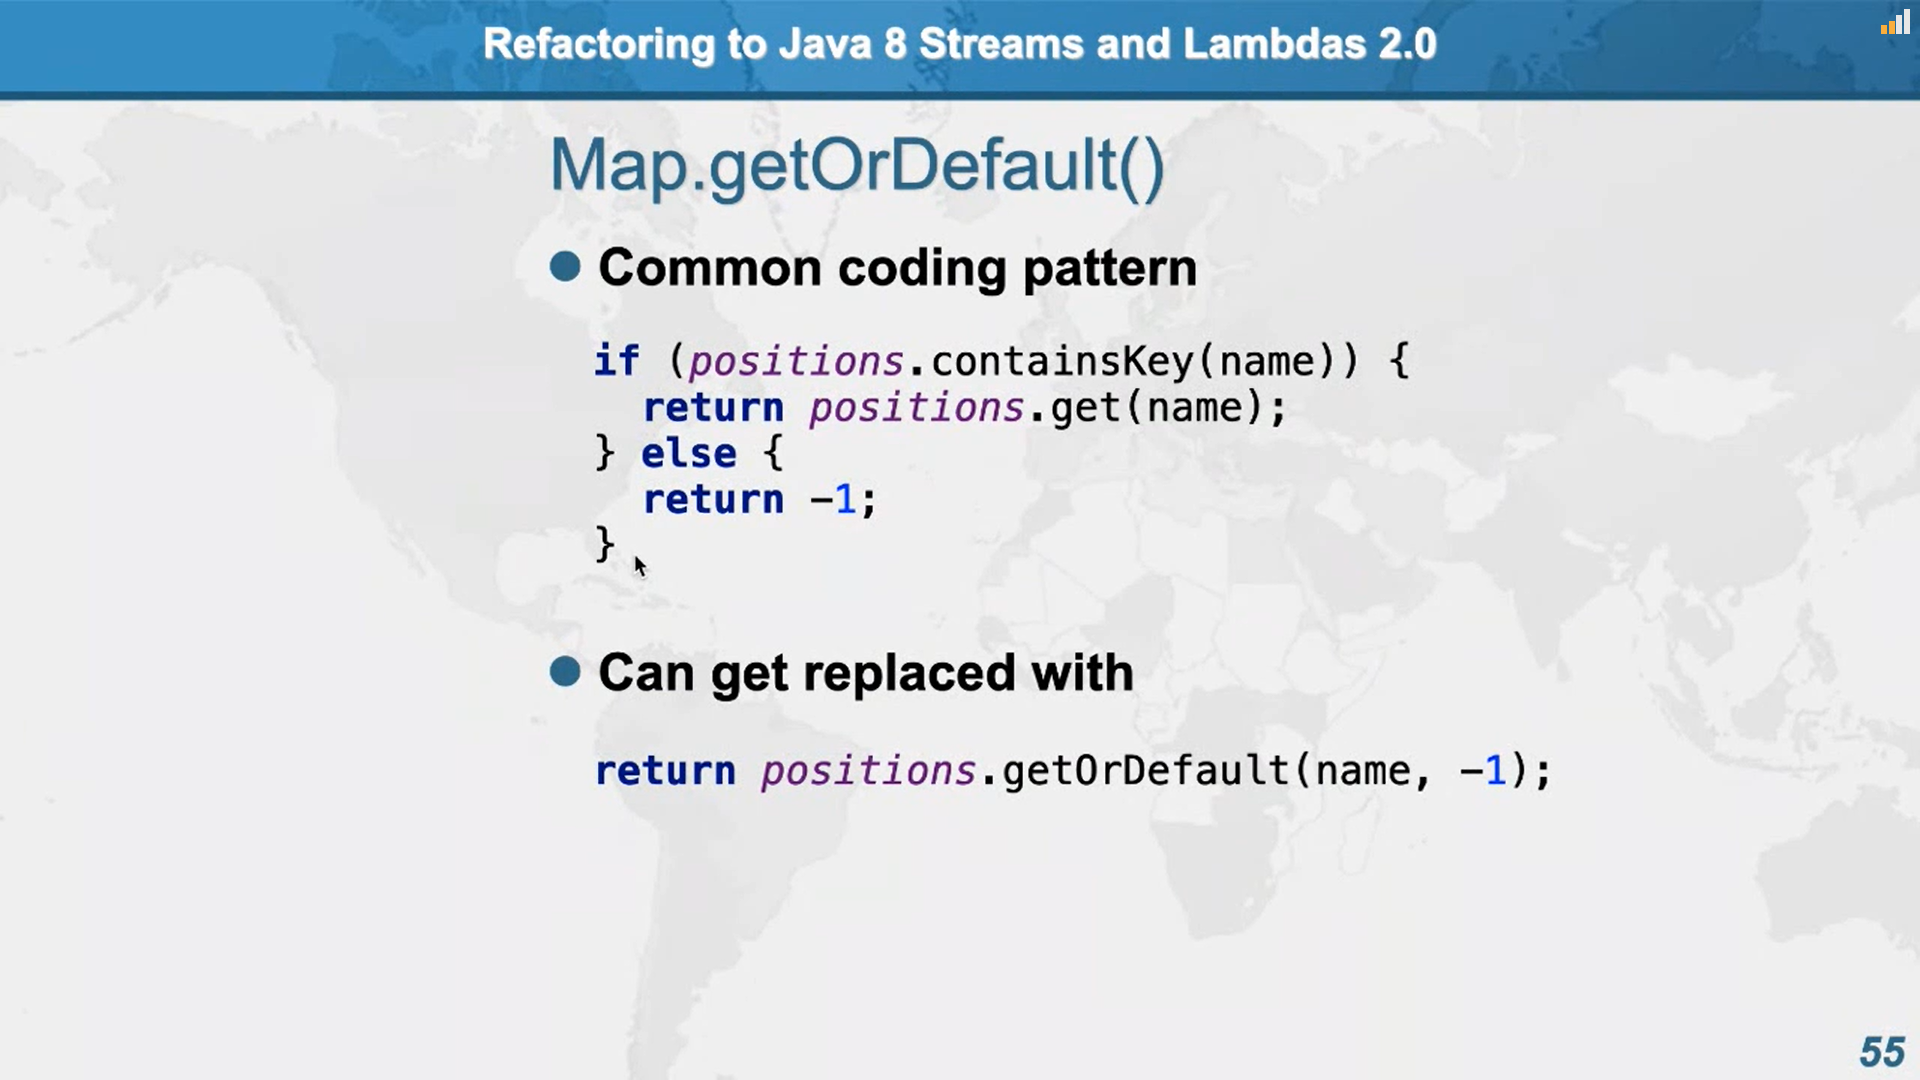 Refactoring to Java 8 Streams and Lambdas 2.0
Map.getOrDefault()
● Common coding pattern
if (positions.containsKey(name)) {
  return positions.get(name);
} else {
  return -1;
}
● Can get replaced with
return positions.getOrDefault(name, -1);
55